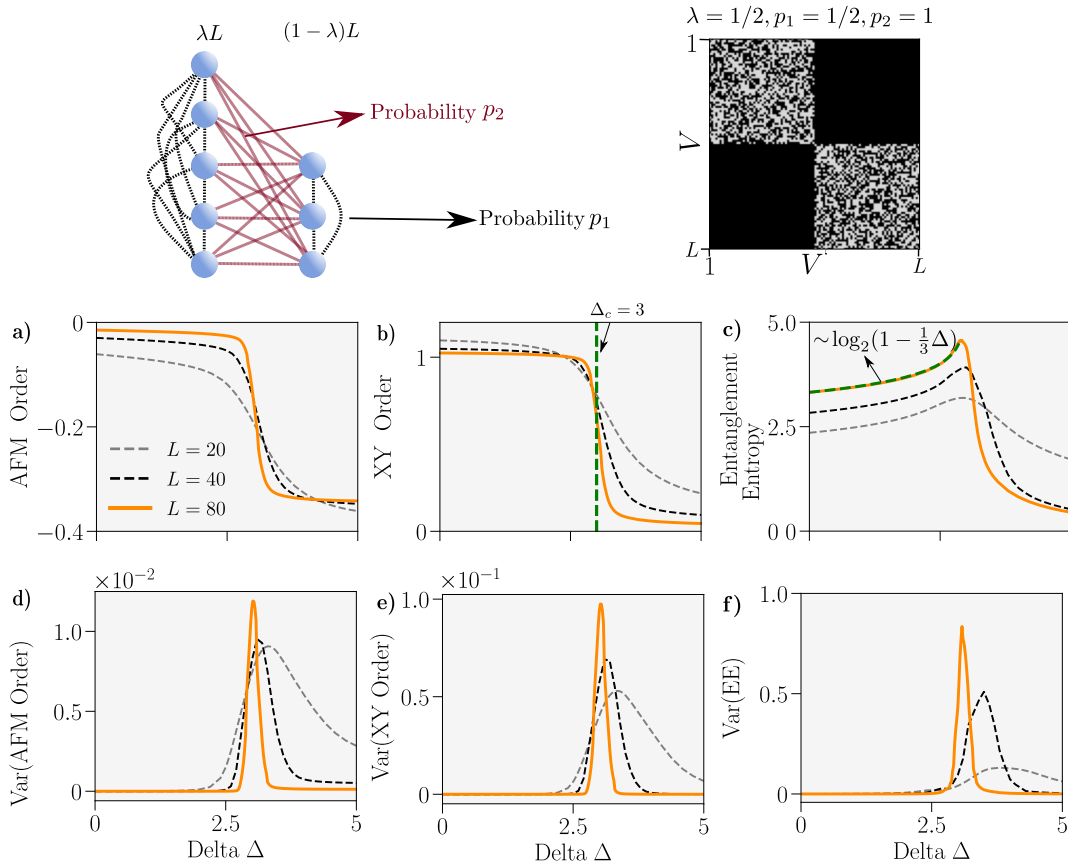 λL
(1 − λ)L
Probability p₂
Probability p₁
λ = 1/2, p₁ = 1/2, p₂ = 1
1
V
L
1
V
L
a)
0
−0.2
−0.4
AFM Order
L = 20
L = 40
L = 80
b)
Δc = 3
1
0
XY Order
c)
5.0
2.5
0.0
Entanglement
Entropy
∼log₂(1 − ⅓Δ)
d)
×10⁻²
1.0
0.5
0
Var(AFM Order)
0
2.5
5
Delta Δ
e)
×10⁻¹
1.0
0.5
0
Var(XY Order)
0
2.5
5
Delta Δ
f)
1.0
0.5
0.0
Var(EE)
0
2.5
5
Delta Δ